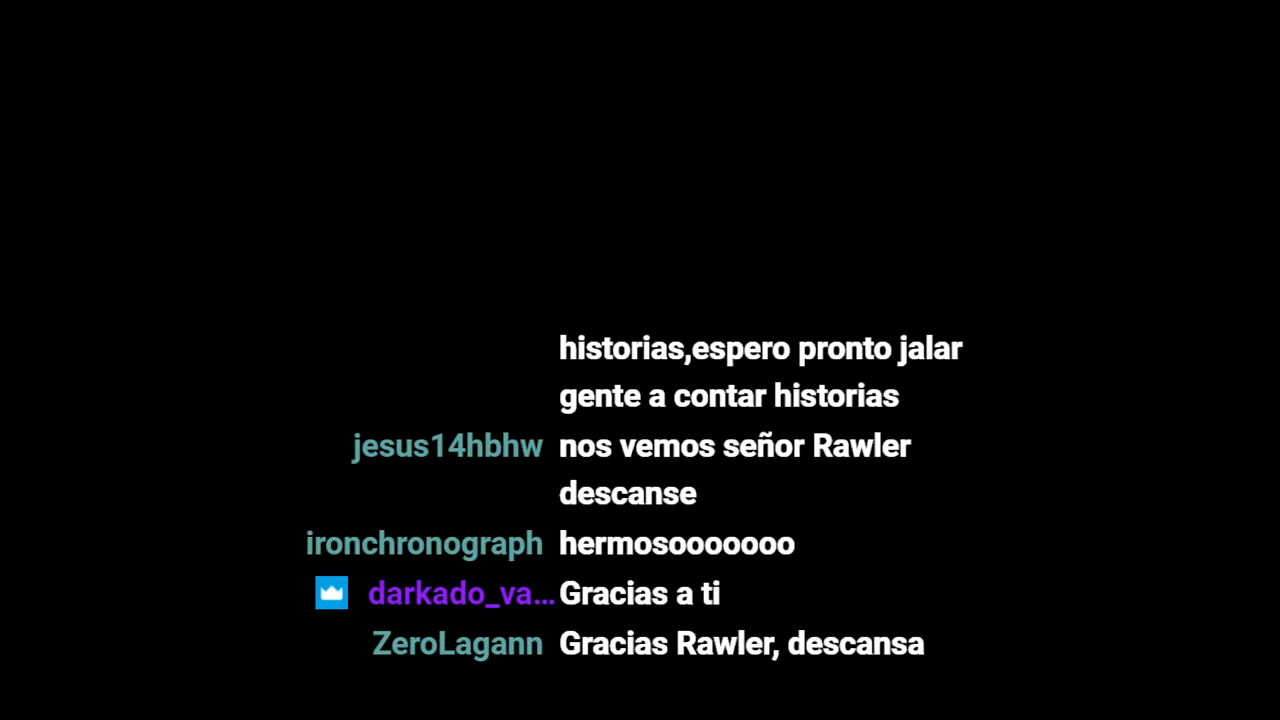 historias,espero pronto jalar
gente a contar historias
jesus14hbhw nos vemos señor Rawler
descanse
ironchronograph hermosooooooo
darkado_va… Gracias a ti
ZeroLagann Gracias Rawler, descansa